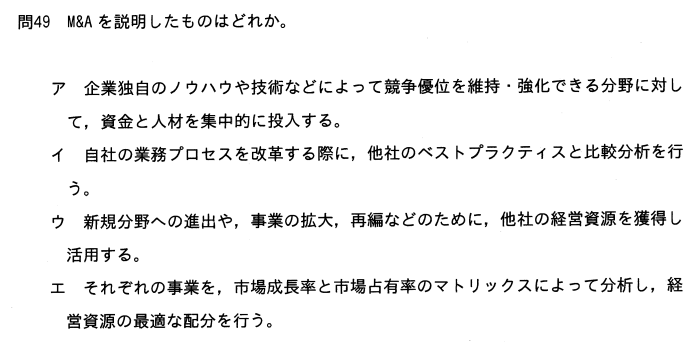 問49 M&A を説明したものはどれか。
ア 企業独自のノウハウや技術などによって競争優位を維持・強化できる分野に対し
て，資金と人材を集中的に投入する。
イ 自社の業務プロセスを改革する際に，他社のベストプラクティスと比較分析を行
う。
ウ 新規分野への進出や，事業の拡大，再編などのために，他社の経営資源を獲得し
活用する。
エ それぞれの事業を，市場成長率と市場占有率のマトリックスによって分析し，経
営資源の最適な配分を行う。